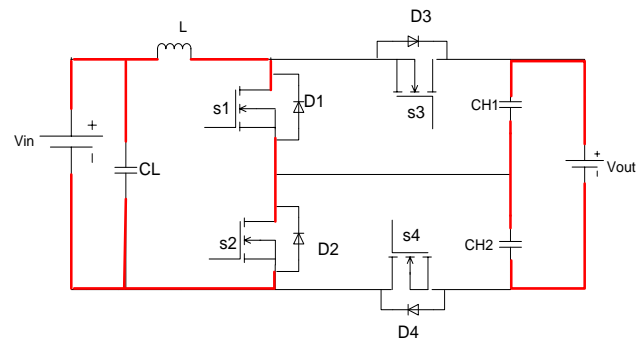 D3
L
s1
D1
s3
CH1
Vin
+
–
CL
+
–
Vout
s2
D2
s4
CH2
D4